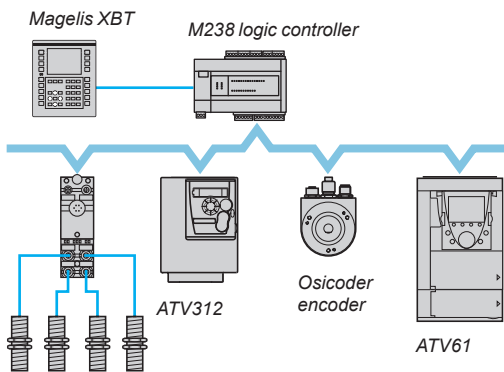 Magelis XBT
M238 logic controller
ATV312
Osicoder
encoder
ATV61